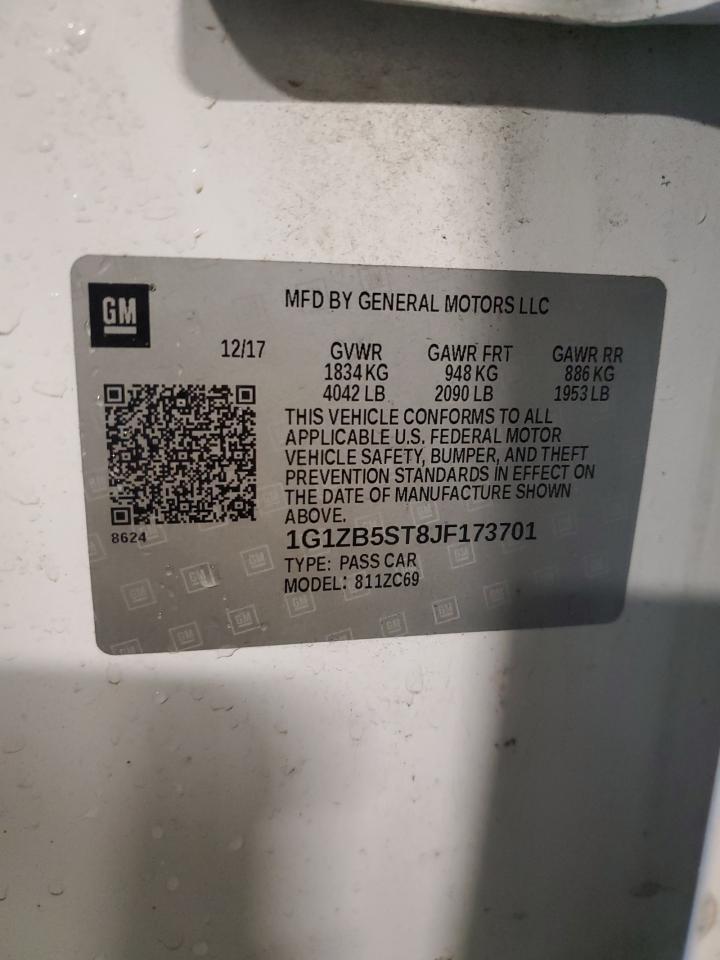 GM
MFD BY GENERAL MOTORS LLC
12/17 GVWR GAWR FRT GAWR RR
1834 KG 948 KG 886 KG
4042 LB 2090 LB 1953 LB
THIS VEHICLE CONFORMS TO ALL
APPLICABLE U.S. FEDERAL MOTOR
VEHICLE SAFETY, BUMPER, AND THEFT
PREVENTION STANDARDS IN EFFECT ON
THE DATE OF MANUFACTURE SHOWN
ABOVE.
8624
1G1ZB5ST8JF173701
TYPE: PASS CAR
MODEL: 811ZC69